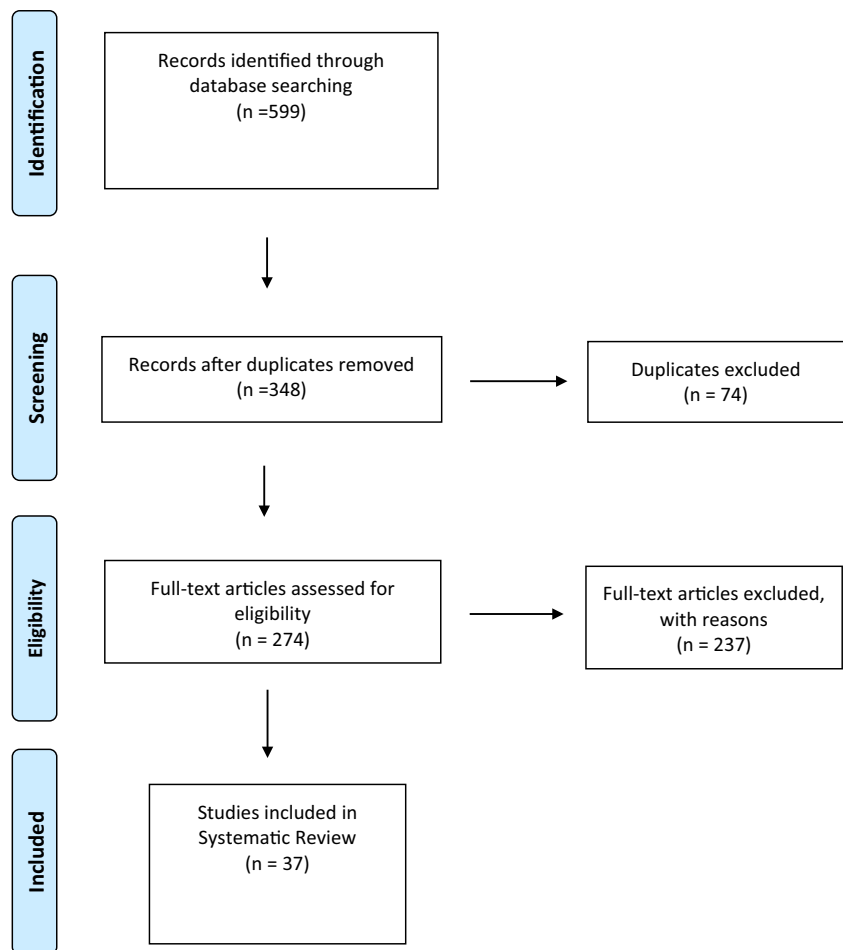 Identification
Records identified through
database searching
(n =599)
Screening
Records after duplicates removed
(n =348)
Duplicates excluded
(n = 74)
Eligibility
Full-text articles assessed for
eligibility
(n = 274)
Full-text articles excluded,
with reasons
(n = 237)
Included
Studies included in
Systematic Review
(n = 37)